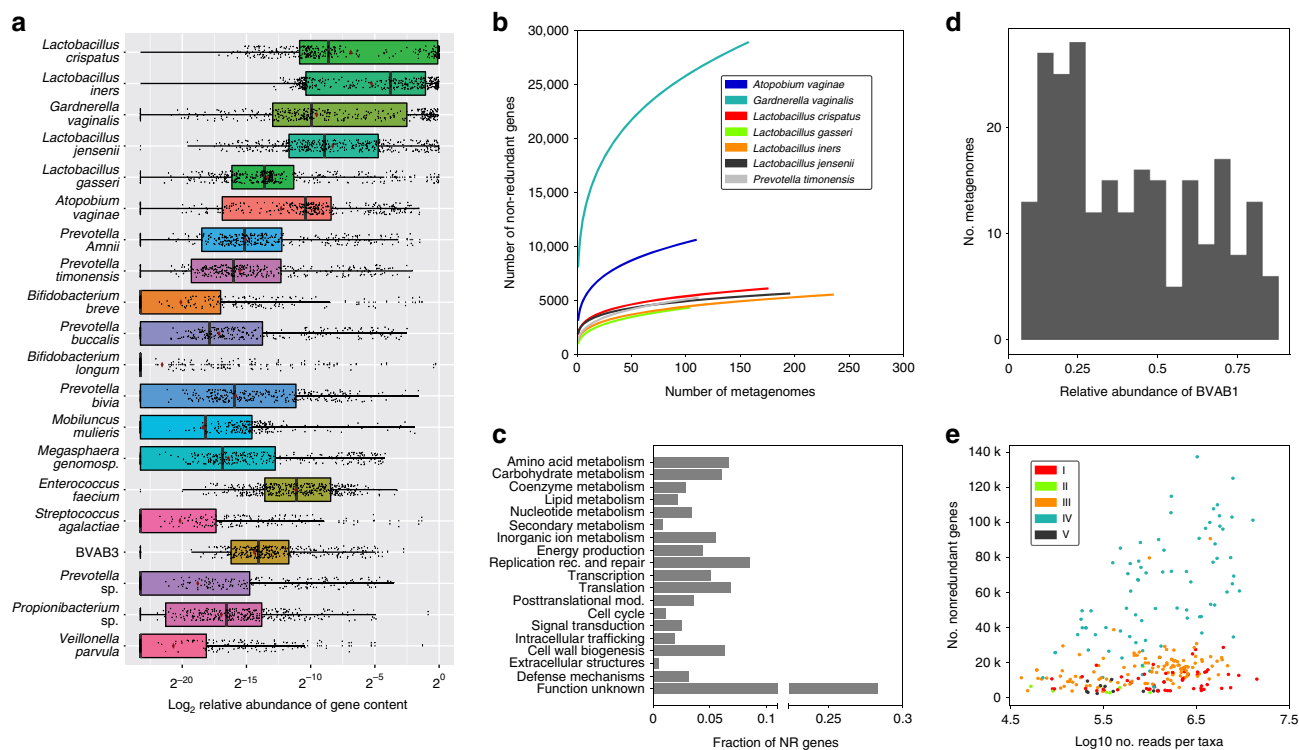 a
Lactobacillus
crispatus
Lactobacillus
iners
Gardnerella
vaginalis
Lactobacillus
jensenii
Lactobacillus
gasseri
Atopobium
vaginae
Prevotella
Amnii
Prevotella
timonensis
Bifidobacterium
breve
Prevotella
buccalis
Bifidobacterium
longum
Prevotella
bivia
Mobiluncus
mulieris
Megasphaera
genomosp.
Enterococcus
faecium
Streptococcus
agalactiae
BVAB3
Prevotella
sp.
Propionibacterium
sp.
Veillonella
parvula
2⁻²⁰ 2⁻¹⁵ 2⁻¹⁰ 2⁻⁵ 2⁰
Log₂ relative abundance of gene content
b
Number of non-redundant genes
30,000
25,000
20,000
15,000
10,000
5000
0
Atopobium vaginae
Gardnerella vaginalis
Lactobacillus crispatus
Lactobacillus gasseri
Lactobacillus iners
Lactobacillus jensenii
Prevotella timonensis
0 50 100 150 200 250 300
Number of metagenomes
c
Amino acid metabolism
Carbohydrate metabolism
Coenzyme metabolism
Lipid metabolism
Nucleotide metabolism
Secondary metabolism
Inorganic ion metabolism
Energy production
Replication rec. and repair
Transcription
Translation
Posttranslational mod.
Cell cycle
Signal transduction
Intracellular trafficking
Cell wall biogenesis
Extracellular structures
Defense mechanisms
Function unknown
0 0.05 0.1 0.25 0.3
Fraction of NR genes
d
No. metagenomes
20
10
0
0 0.25 0.5 0.75
Relative abundance of BVAB1
e
No. nonredundant genes
140 k
120 k
100 k
80 k
60 k
40 k
20 k
0
I
II
III
IV
V
4.5 5.5 6.5 7.5
Log10 no. reads per taxa